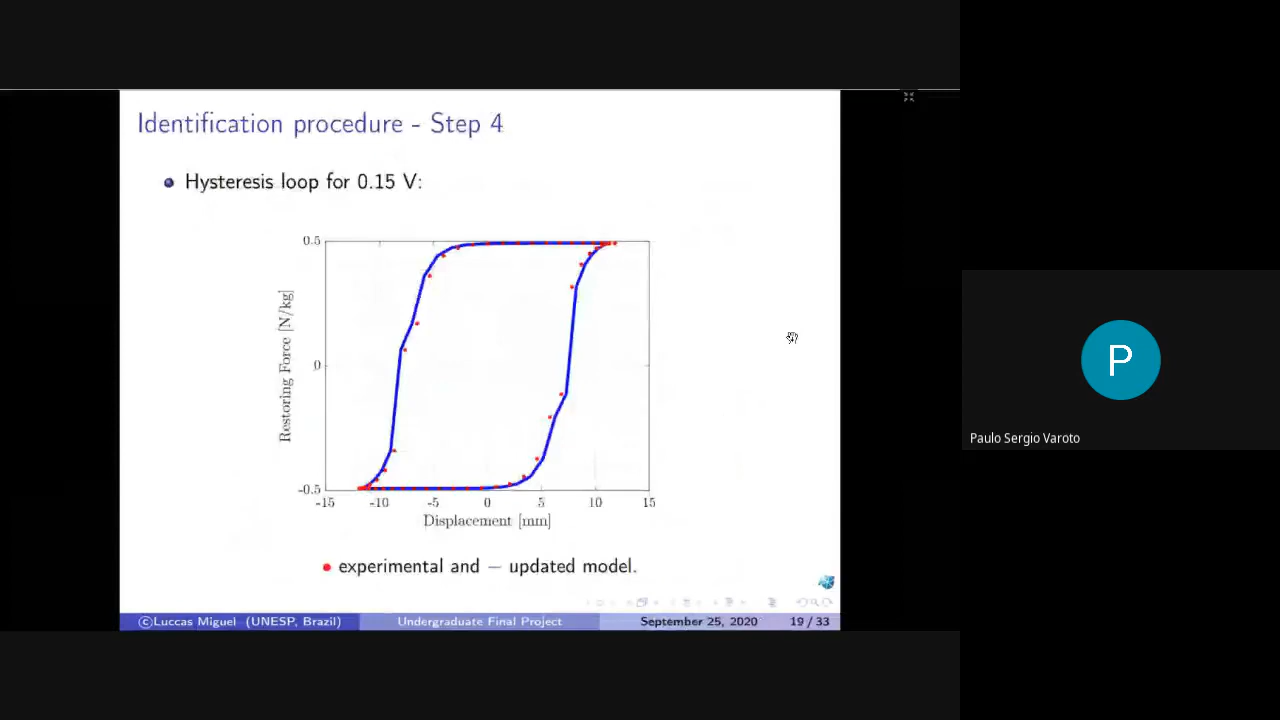 Identification procedure - Step 4
Hysteresis loop for 0.15 V:
0.5
0
-0.5
Restoring Force [N/kg]
-15 -10 -5 0 5 10 15
Displacement [mm]
experimental and — updated model.
©Luccas Miguel (UNESP, Brazil) Undergraduate Final Project September 25, 2020 19 / 33
P
Paulo Sergio Varoto